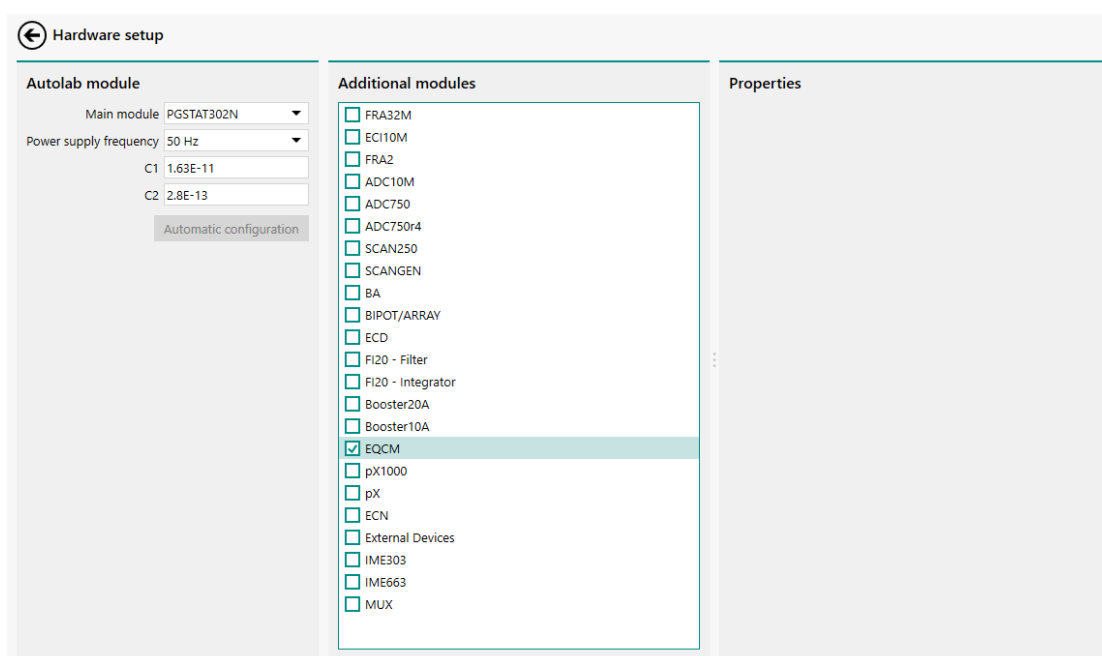 Hardware setup
Autolab module
Main module PGSTAT302N
Power supply frequency 50 Hz
C1 1.63E-11
C2 2.8E-13
Automatic configuration
Additional modules
FRA32M
ECI10M
FRA2
ADC10M
ADC750
ADC750r4
SCAN250
SCANGEN
BA
BIPOT/ARRAY
ECD
FI20 - Filter
FI20 - Integrator
Booster20A
Booster10A
EQCM
pX1000
pX
ECN
External Devices
IME303
IME663
MUX
Properties